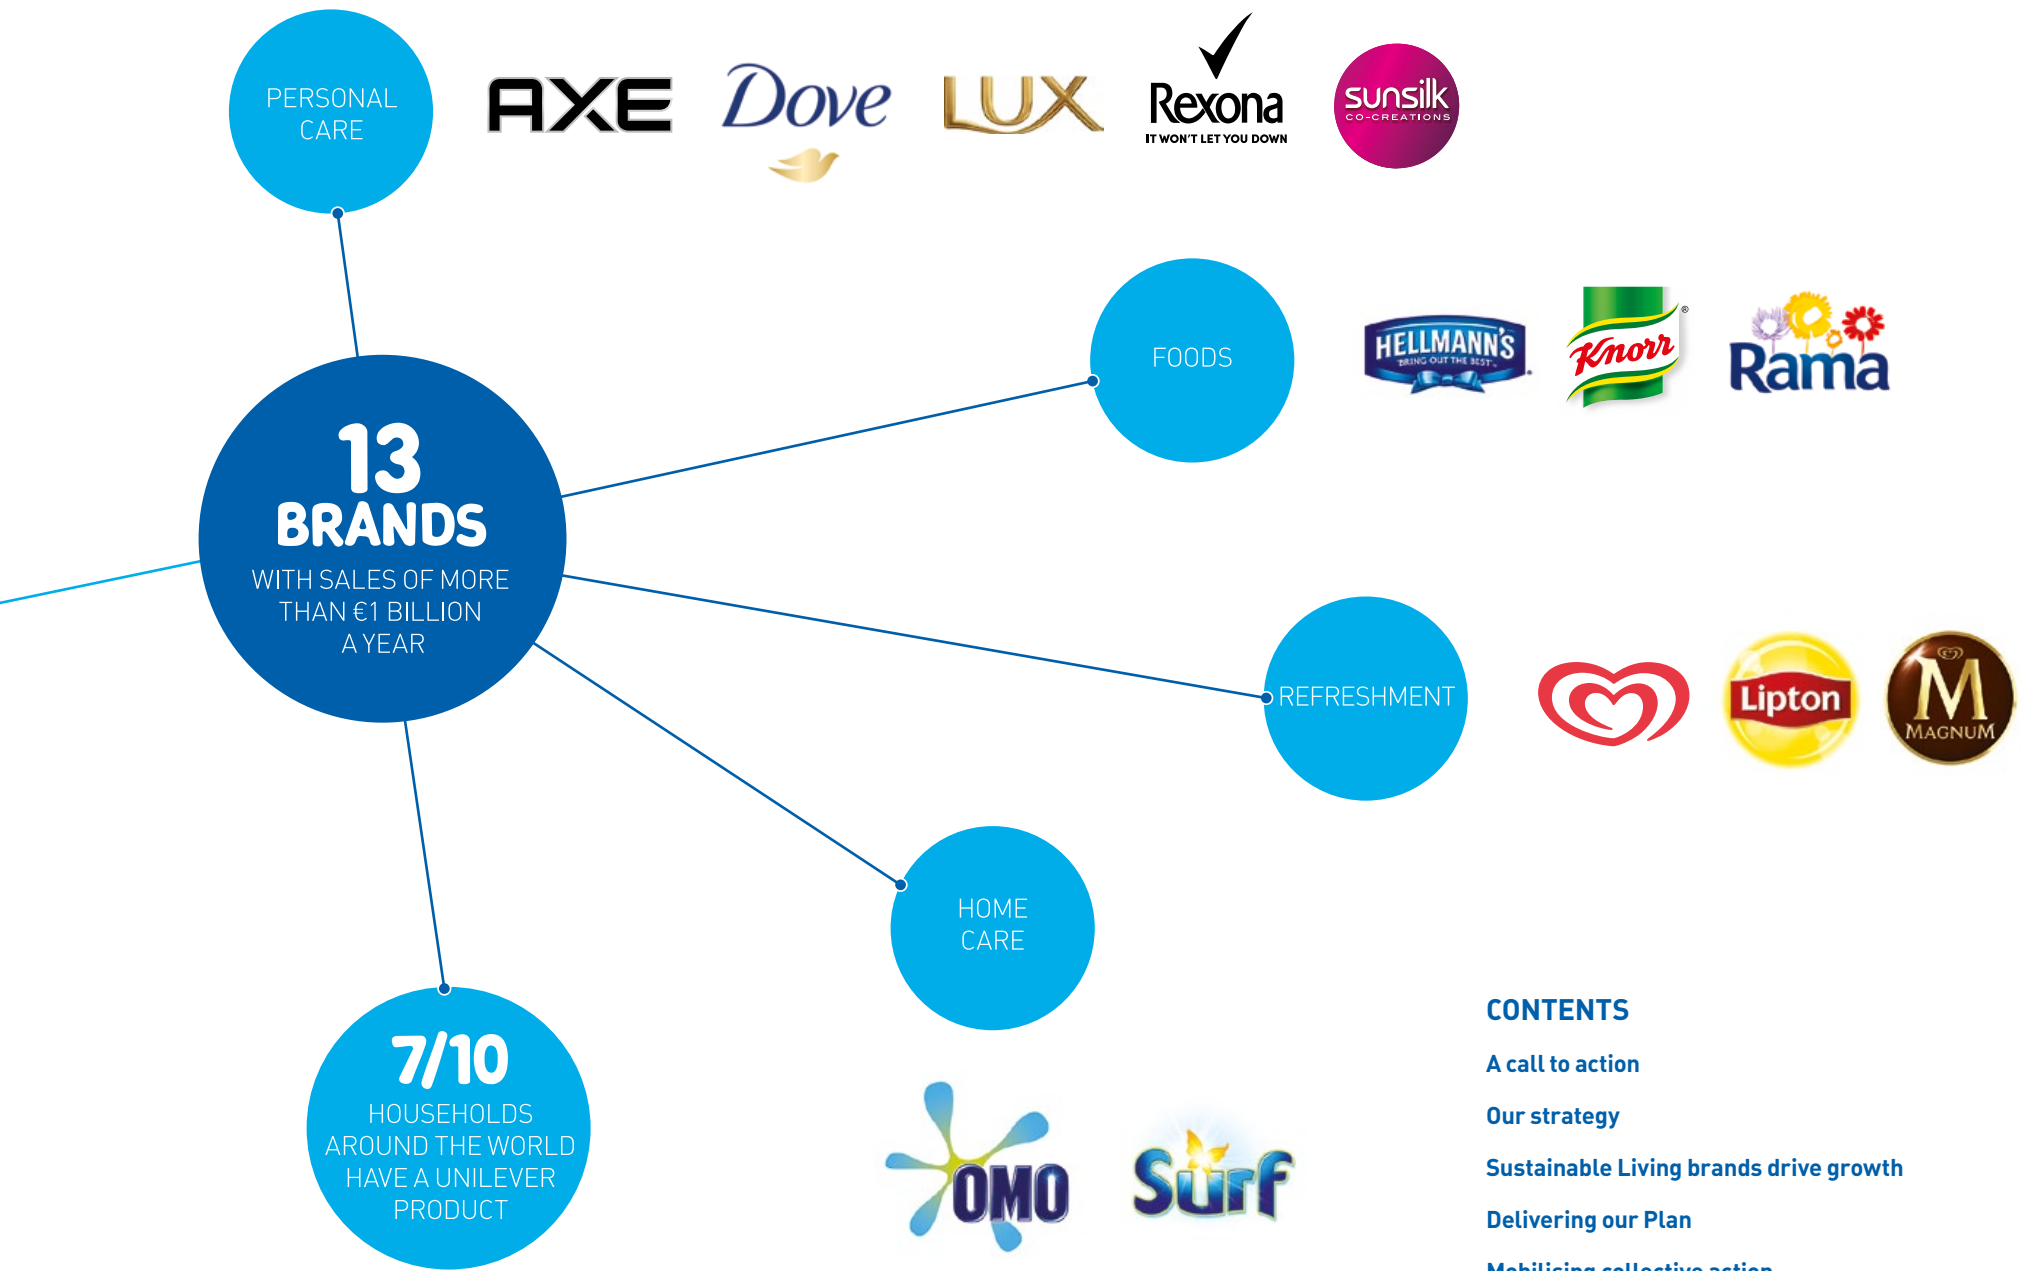 PERSONAL
CARE
AXE
Dove
LUX
Rexona
IT WON'T LET YOU DOWN
sunsilk
CO-CREATIONS
FOODS
HELLMANN'S
"BRING OUT THE BEST"
Knorr
®
Rama
13
BRANDS
WITH SALES OF MORE
THAN €1 BILLION
A YEAR
REFRESHMENT
Lipton
M
MAGNUM
HOME
CARE
OMO
Surf
7/10
HOUSEHOLDS
AROUND THE WORLD
HAVE A UNILEVER
PRODUCT
CONTENTS
A call to action
Our strategy
Sustainable Living brands drive growth
Delivering our Plan
Mobilising collective action